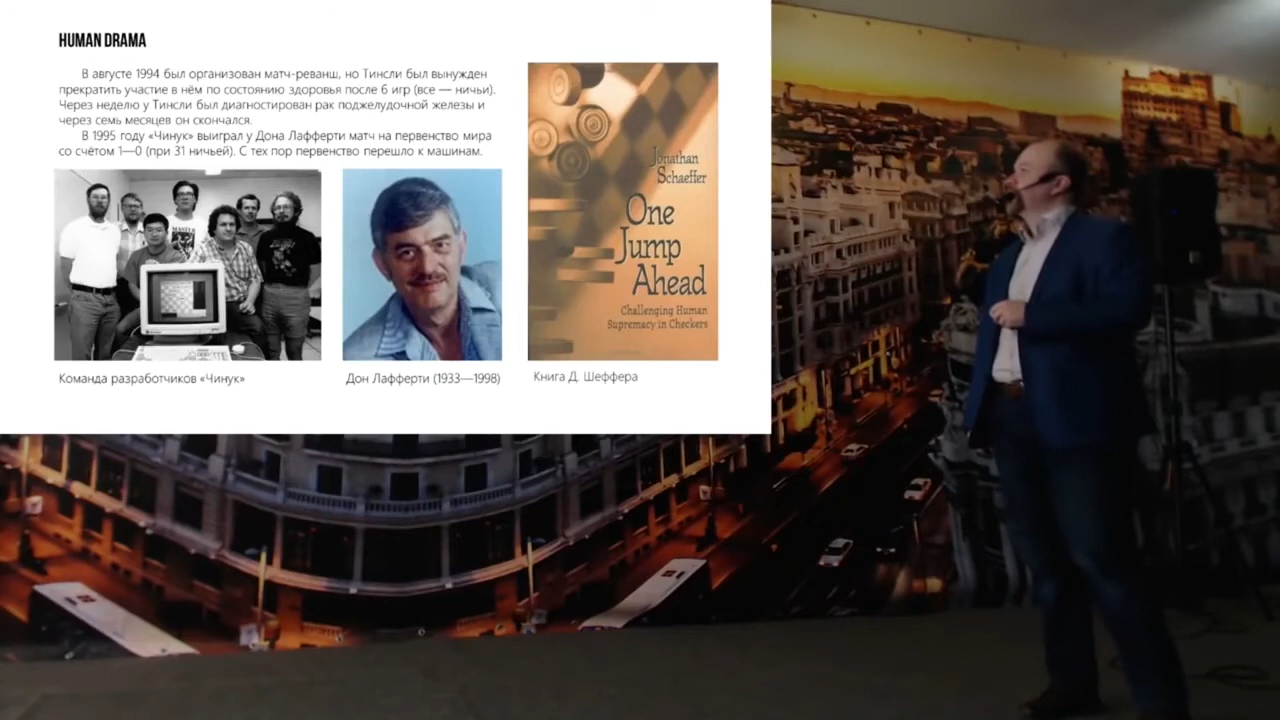 HUMAN DRAMA
В августе 1994 был организован матч-реванш, но Тинсли был вынужден
прекратить участие в нём по состоянию здоровья после 6 игр (все — ничьи).
Через неделю у Тинсли был диагностирован рак поджелудочной железы и
через семь месяцев он скончался.
В 1995 году «Чинук» выиграл у Дона Лафферти матч на первенство мира
со счётом 1—0 (при 31 ничьей). С тех пор первенство перешло к машинам.
MASTER
Команда разработчиков «Чинук»
Дон Лафферти (1933—1998)
Jonathan
Schaeffer
One
Jump
Ahead
Challenging Human
Supremacy in Checkers
Книга Д. Шеффера